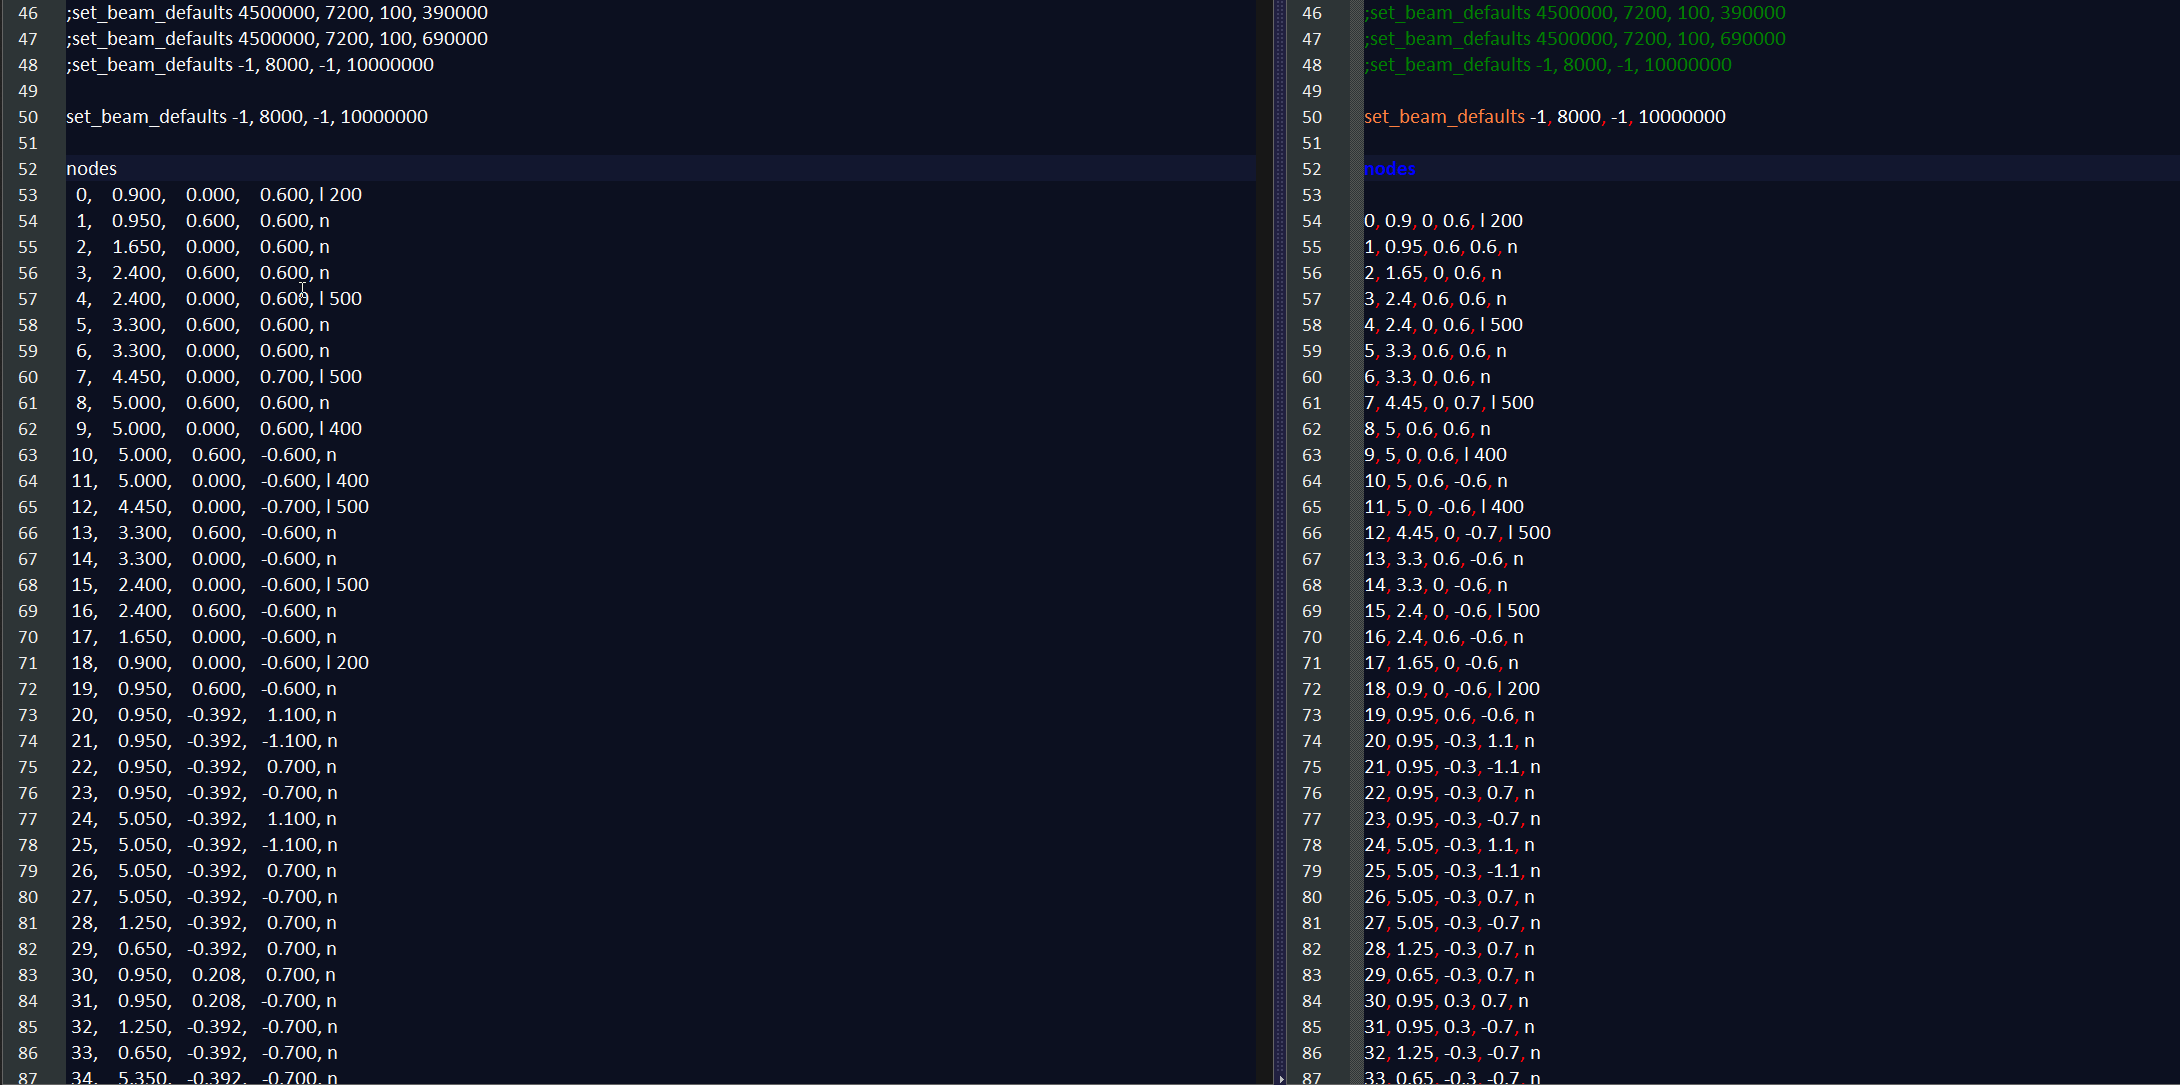 46 ;set_beam_defaults 4500000, 7200, 100, 390000
47 ;set_beam_defaults 4500000, 7200, 100, 690000
48 ;set_beam_defaults -1, 8000, -1, 10000000
49
50 set_beam_defaults -1, 8000, -1, 10000000
51
52 nodes
53 0, 0.900, 0.000, 0.600, l 200
54 1, 0.950, 0.600, 0.600, n
55 2, 1.650, 0.000, 0.600, n
56 3, 2.400, 0.600, 0.600, n
57 4, 2.400, 0.000, 0.600, l 500
58 5, 3.300, 0.600, 0.600, n
59 6, 3.300, 0.000, 0.600, n
60 7, 4.450, 0.000, 0.700, l 500
61 8, 5.000, 0.600, 0.600, n
62 9, 5.000, 0.000, 0.600, l 400
63 10, 5.000, 0.600, -0.600, n
64 11, 5.000, 0.000, -0.600, l 400
65 12, 4.450, 0.000, -0.700, l 500
66 13, 3.300, 0.600, -0.600, n
67 14, 3.300, 0.000, -0.600, n
68 15, 2.400, 0.000, -0.600, l 500
69 16, 2.400, 0.600, -0.600, n
70 17, 1.650, 0.000, -0.600, n
71 18, 0.900, 0.000, -0.600, l 200
72 19, 0.950, 0.600, -0.600, n
73 20, 0.950, -0.392, 1.100, n
74 21, 0.950, -0.392, -1.100, n
75 22, 0.950, -0.392, 0.700, n
76 23, 0.950, -0.392, -0.700, n
77 24, 5.050, -0.392, 1.100, n
78 25, 5.050, -0.392, -1.100, n
79 26, 5.050, -0.392, 0.700, n
80 27, 5.050, -0.392, -0.700, n
81 28, 1.250, -0.392, 0.700, n
82 29, 0.650, -0.392, 0.700, n
83 30, 0.950, 0.208, 0.700, n
84 31, 0.950, 0.208, -0.700, n
85 32, 1.250, -0.392, -0.700, n
86 33, 0.650, -0.392, -0.700, n
87 34, 5.350, -0.392, -0.700, n
46 ;set_beam_defaults 4500000, 7200, 100, 390000
47 ;set_beam_defaults 4500000, 7200, 100, 690000
48 ;set_beam_defaults -1, 8000, -1, 10000000
49
50 set_beam_defaults -1, 8000, -1, 10000000
51
52 nodes
53
54 0, 0.9, 0, 0.6, l 200
55 1, 0.95, 0.6, 0.6, n
56 2, 1.65, 0, 0.6, n
57 3, 2.4, 0.6, 0.6, n
58 4, 2.4, 0, 0.6, l 500
59 5, 3.3, 0.6, 0.6, n
60 6, 3.3, 0, 0.6, n
61 7, 4.45, 0, 0.7, l 500
62 8, 5, 0.6, 0.6, n
63 9, 5, 0, 0.6, l 400
64 10, 5, 0.6, -0.6, n
65 11, 5, 0, -0.6, l 400
66 12, 4.45, 0, -0.7, l 500
67 13, 3.3, 0.6, -0.6, n
68 14, 3.3, 0, -0.6, n
69 15, 2.4, 0, -0.6, l 500
70 16, 2.4, 0.6, -0.6, n
71 17, 1.65, 0, -0.6, n
72 18, 0.9, 0, -0.6, l 200
73 19, 0.95, 0.6, -0.6, n
74 20, 0.95, -0.3, 1.1, n
75 21, 0.95, -0.3, -1.1, n
76 22, 0.95, -0.3, 0.7, n
77 23, 0.95, -0.3, -0.7, n
78 24, 5.05, -0.3, 1.1, n
79 25, 5.05, -0.3, -1.1, n
80 26, 5.05, -0.3, 0.7, n
81 27, 5.05, -0.3, -0.7, n
82 28, 1.25, -0.3, 0.7, n
83 29, 0.65, -0.3, 0.7, n
84 30, 0.95, 0.3, 0.7, n
85 31, 0.95, 0.3, -0.7, n
86 32, 1.25, -0.3, -0.7, n
87 33, 0.65, -0.3, -0.7, n